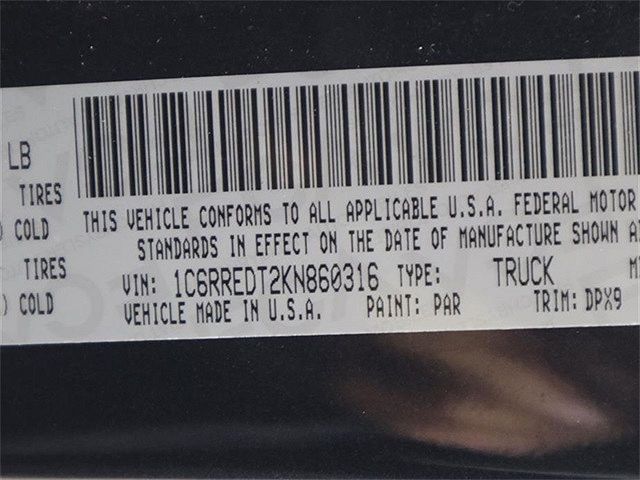 LB
TIRES
) COLD
THIS VEHICLE CONFORMS TO ALL APPLICABLE U.S.A. FEDERAL MOTOR
STANDARDS IN EFFECT ON THE DATE OF MANUFACTURE SHOWN A
TIRES
VIN: 1C6RREDT2KN860316 TYPE: TRUCK M
) COLD
VEHICLE MADE IN U.S.A. PAINT: PAR TRIM: DPX9